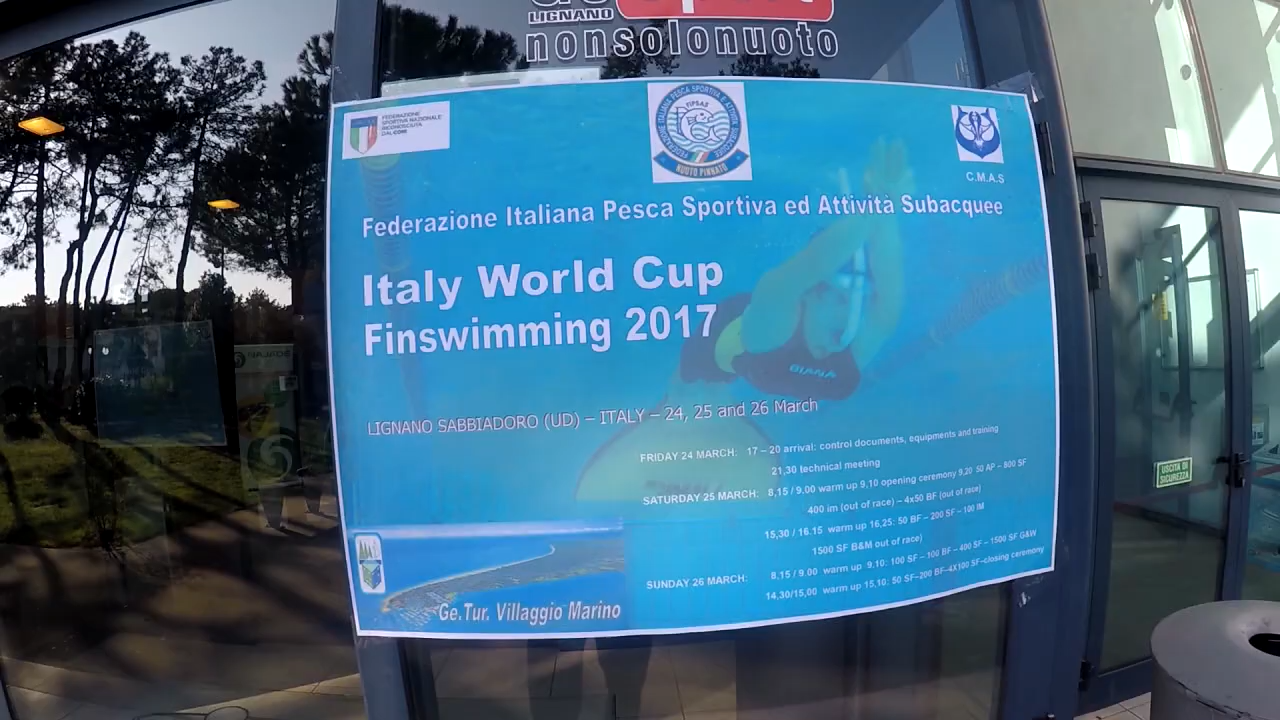 LIGNANO
nonsolonuoto
FEDERAZIONE
SPORTIVA NAZIONALE
RICONOSCIUTA
DAL CONI
FEDERAZIONE ITALIANA PESCA SPORTIVA E ATTIVITÀ SUBACQUEE
FIPSAS
NUOTO PINNATO
C.M.A.S
Federazione Italiana Pesca Sportiva ed Attività Subacquee
Italy World Cup
Finswimming 2017
BIANA
LIGNANO SABBIADORO (UD) – ITALY – 24, 25 and 26 March
FRIDAY 24 MARCH: 17 – 20 arrival: control documents, equipments and training
21,30 technical meeting
SATURDAY 25 MARCH: 8,15 / 9.00 warm up 9.10 opening ceremony 9,20 50 AP – 800 SF
400 im (out of race) – 4x50 BF (out of race)
15,30 / 16.15 warm up 16,25: 50 BF – 200 SF – 100 IM
1500 SF B&M out of race)
SUNDAY 26 MARCH: 8,15 / 9.00 warm up 9.10: 100 SF – 100 BF – 400 SF – 1500 SF G&W
14,30/15,00 warm up 15,10: 50 SF–200 BF–4X100 SF–closing ceremony
Ge.Tur. Villaggio Marino
USCITA DI
SICUREZZA